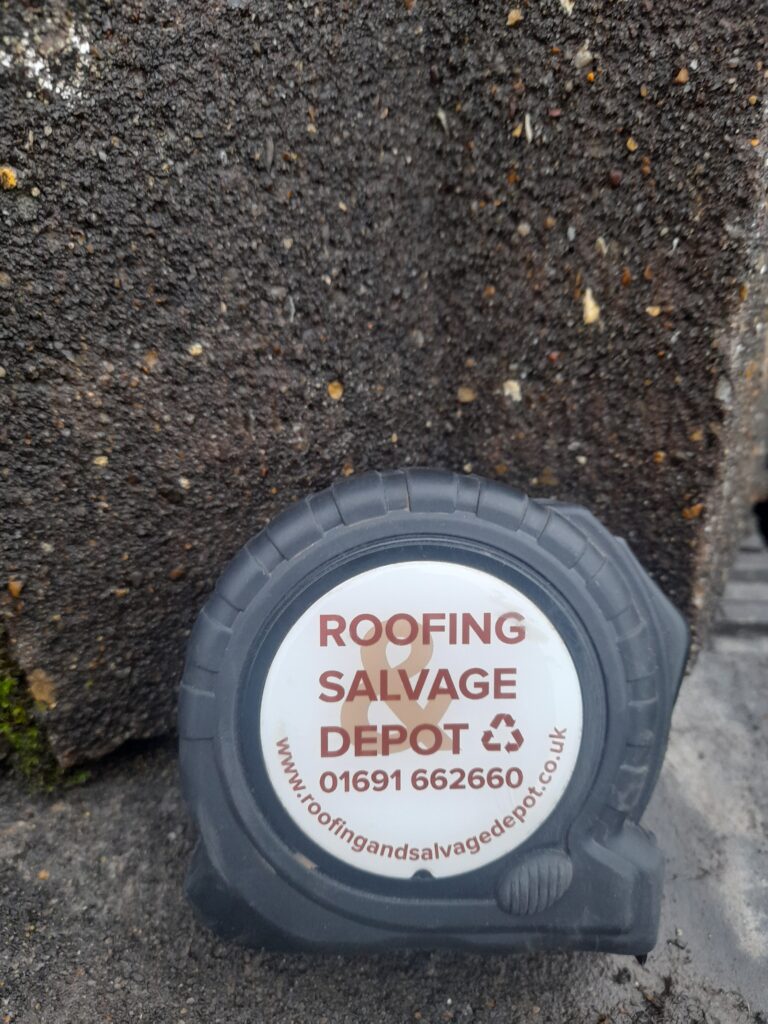 ROOFING
&
SALVAGE
DEPOT
01691 662660
www.roofingandsalvagedepot.co.uk